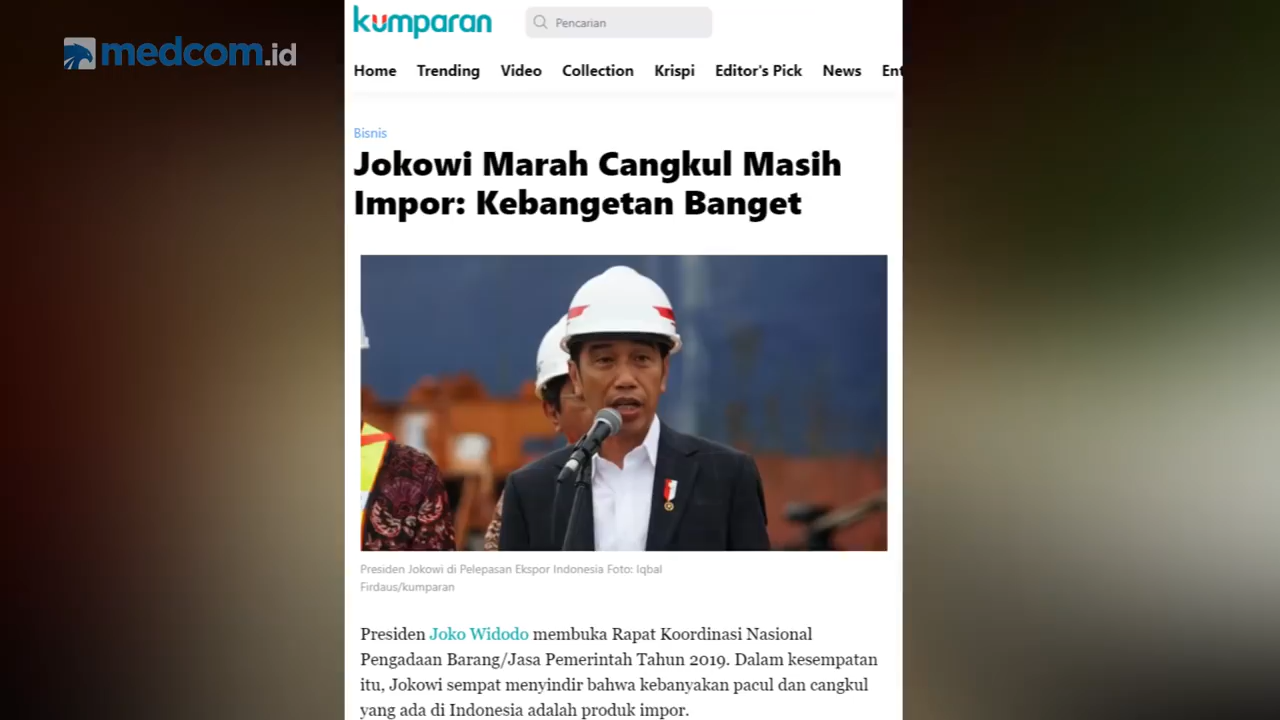 medcom.id
kumparan
Pencarian
Home Trending Video Collection Krispi Editor's Pick News Ent
Bisnis
Jokowi Marah Cangkul Masih
Impor: Kebangetan Banget
Presiden Jokowi di Pelepasan Ekspor Indonesia Foto: Iqbal
Firdaus/kumparan
Presiden Joko Widodo membuka Rapat Koordinasi Nasional
Pengadaan Barang/Jasa Pemerintah Tahun 2019. Dalam kesempatan
itu, Jokowi sempat menyindir bahwa kebanyakan pacul dan cangkul
yang ada di Indonesia adalah produk impor.